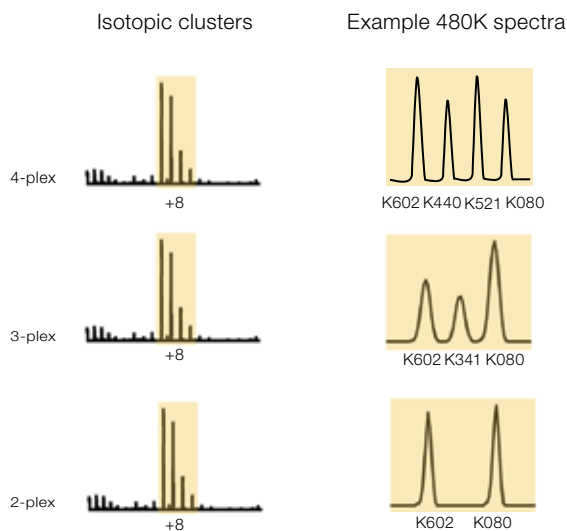 Isotopic clusters
Example 480K spectra
4-plex
+8
K602 K440 K521 K080
3-plex
+8
K602 K341 K080
2-plex
+8
K602 K080